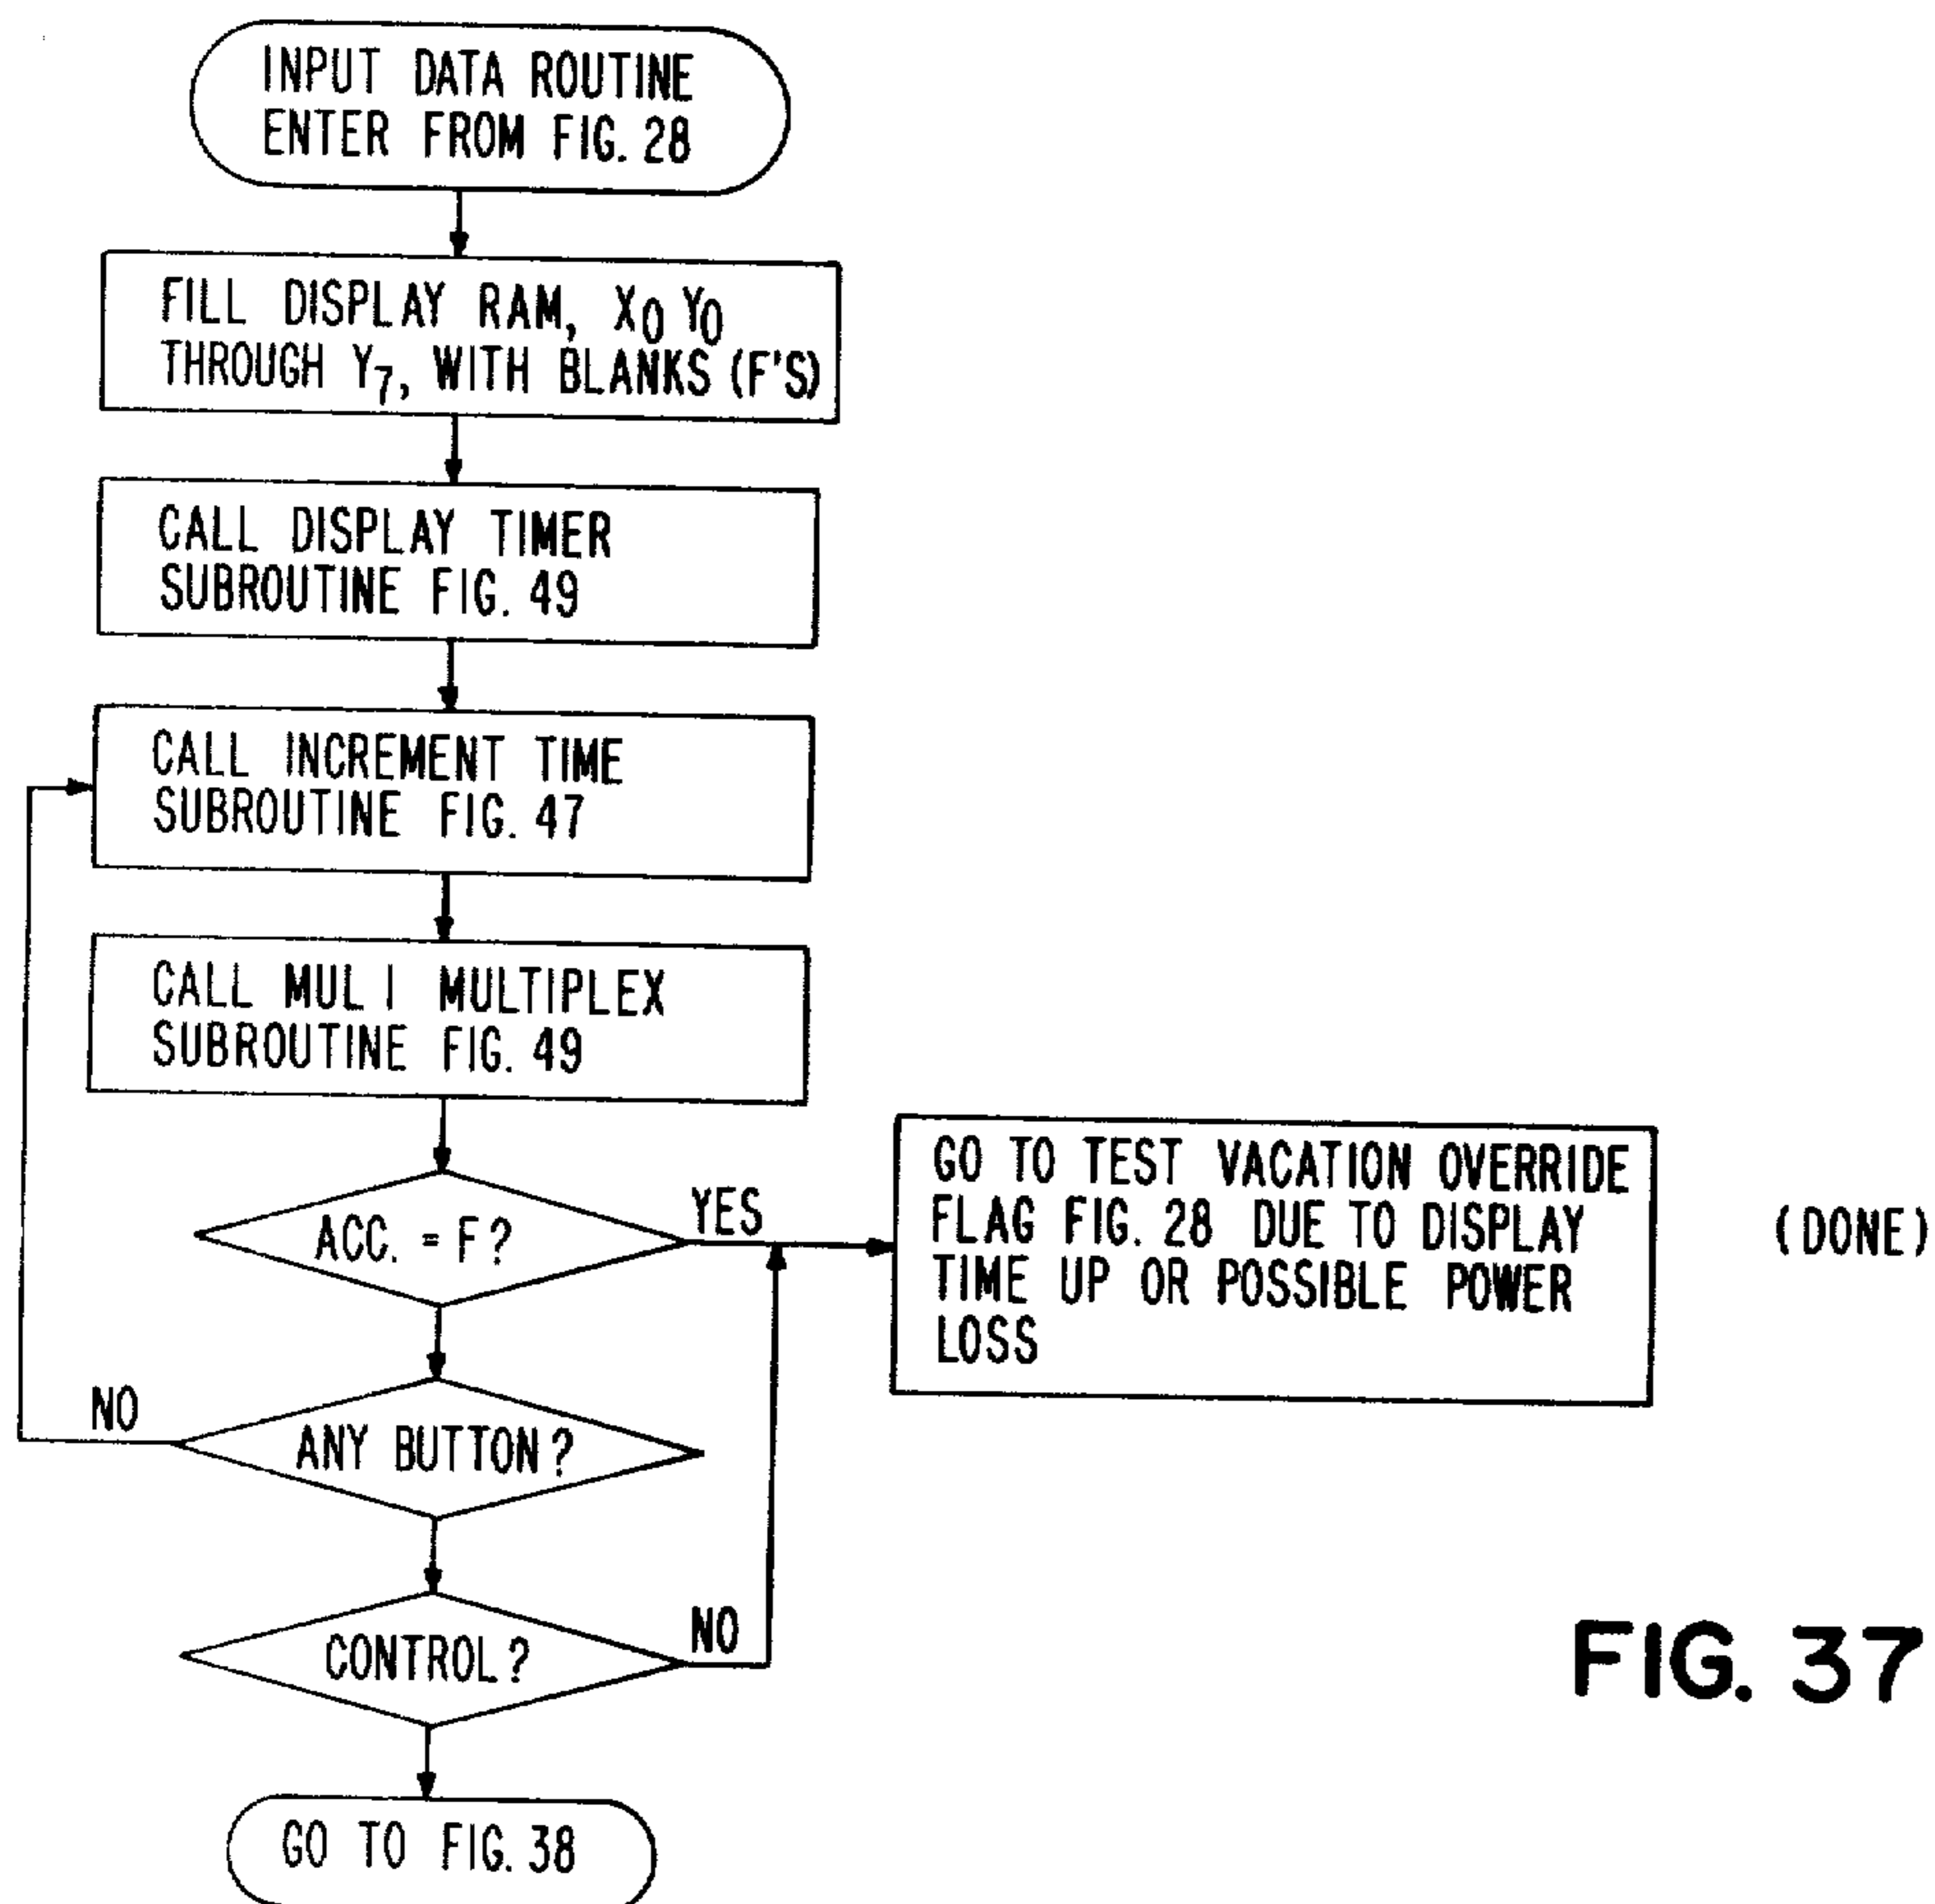 INPUT DATA ROUTINE
ENTER FROM FIG. 28
FILL DISPLAY RAM, X0 Y0
THROUGH Y7, WITH BLANKS (F'S)
CALL DISPLAY TIMER
SUBROUTINE FIG. 49
CALL INCREMENT TIME
SUBROUTINE FIG. 47
CALL MUL I MULTIPLEX
SUBROUTINE FIG. 49
ACC. = F?
YES
GO TO TEST VACATION OVERRIDE
FLAG FIG. 28 DUE TO DISPLAY
TIME UP OR POSSIBLE POWER
LOSS
(DONE)
NO
ANY BUTTON?
CONTROL?
NO
GO TO FIG. 38
FIG. 37